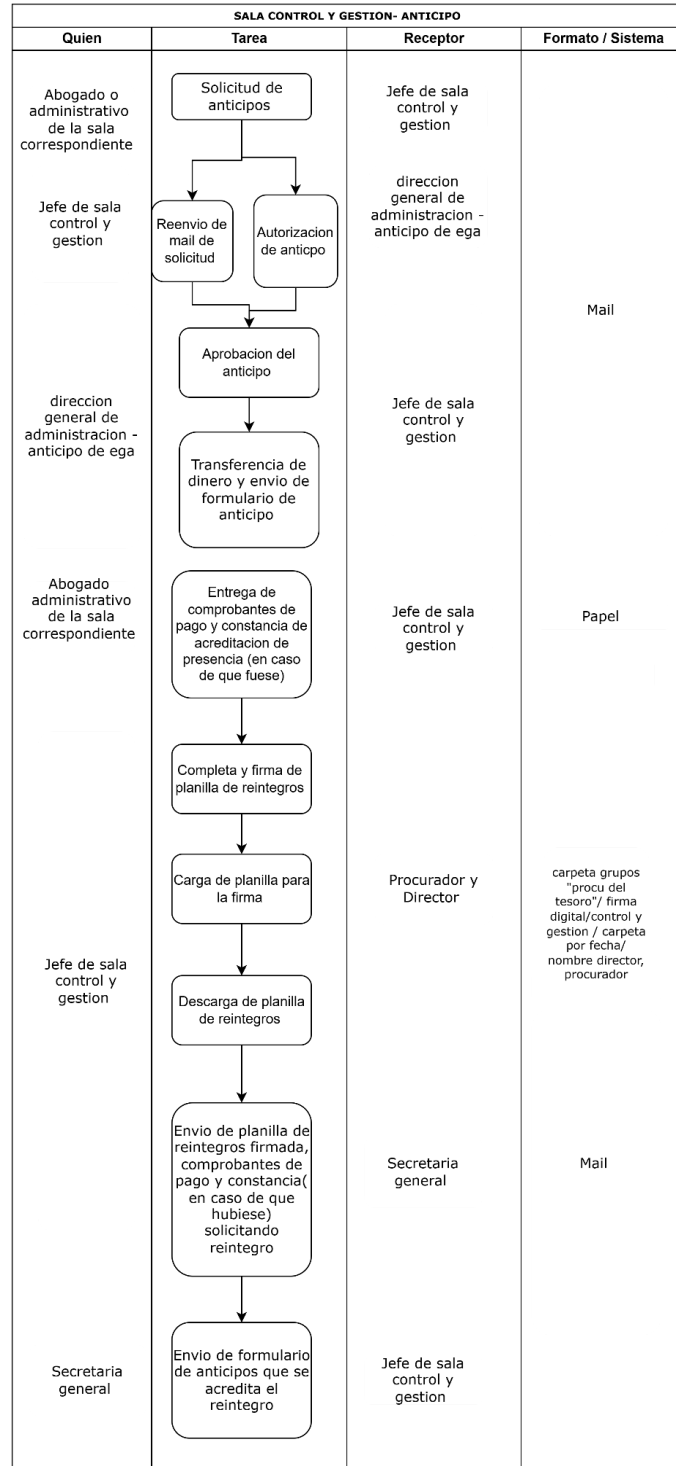 SALA CONTROL Y GESTION- ANTICIPO
Quien
Tarea
Receptor
Formato / Sistema
Abogado o
administrativo
de la sala
correspondiente
Solicitud de
anticipos
Jefe de sala
control y
gestion
Jefe de sala
control y
gestion
Reenvio de
mail de
solicitud
Autorizacion
de anticpo
direccion
general de
administracion -
anticipo de ega
Mail
Aprobacion del
anticipo
direccion
general de
administracion -
anticipo de ega
Jefe de sala
control y
gestion
Transferencia de
dinero y envio de
formulario de
anticipo
Abogado
administrativo
de la sala
correspondiente
Entrega de
comprobantes de
pago y constancia de
acreditacion de
presencia (en caso
de que fuese)
Jefe de sala
control y
gestion
Papel
Completa y firma de
planilla de reintegros
Carga de planilla para
la firma
Procurador y
Director
carpeta grupos
"procu del
tesoro"/ firma
digital/control y
gestion / carpeta
por fecha/
nombre director,
procurador
Jefe de sala
control y
gestion
Descarga de planilla
de reintegros
Envio de planilla de
reintegros firmada,
comprobantes de
pago y constancia(
en caso de que
hubiese)
solicitando
reintegro
Secretaria
general
Mail
Secretaria
general
Envio de formulario
de anticipos que se
acredita el
reintegro
Jefe de sala
control y
gestion